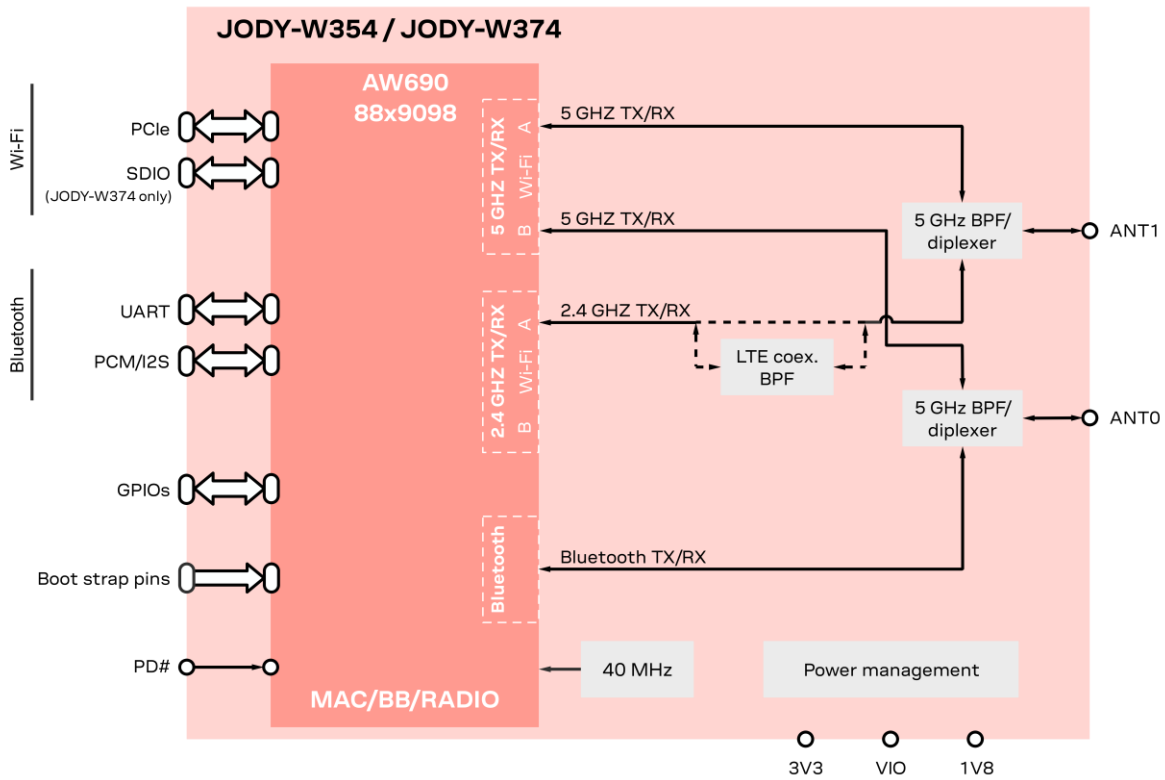 JODY-W354 / JODY-W374
AW690
88x9098
Wi-Fi
PCIe
SDIO
(JODY-W374 only)
Bluetooth
UART
PCM/I2S
GPIOs
Boot strap pins
PD#
5 GHZ TX/RX
Wi-Fi
A
B
2.4 GHZ TX/RX
Wi-Fi
A
B
Bluetooth
MAC/BB/RADIO
5 GHZ TX/RX
5 GHZ TX/RX
2.4 GHZ TX/RX
LTE coex.
BPF
Bluetooth TX/RX
5 GHz BPF/
diplexer
ANT1
5 GHz BPF/
diplexer
ANT0
40 MHz
Power management
3V3
VIO
1V8